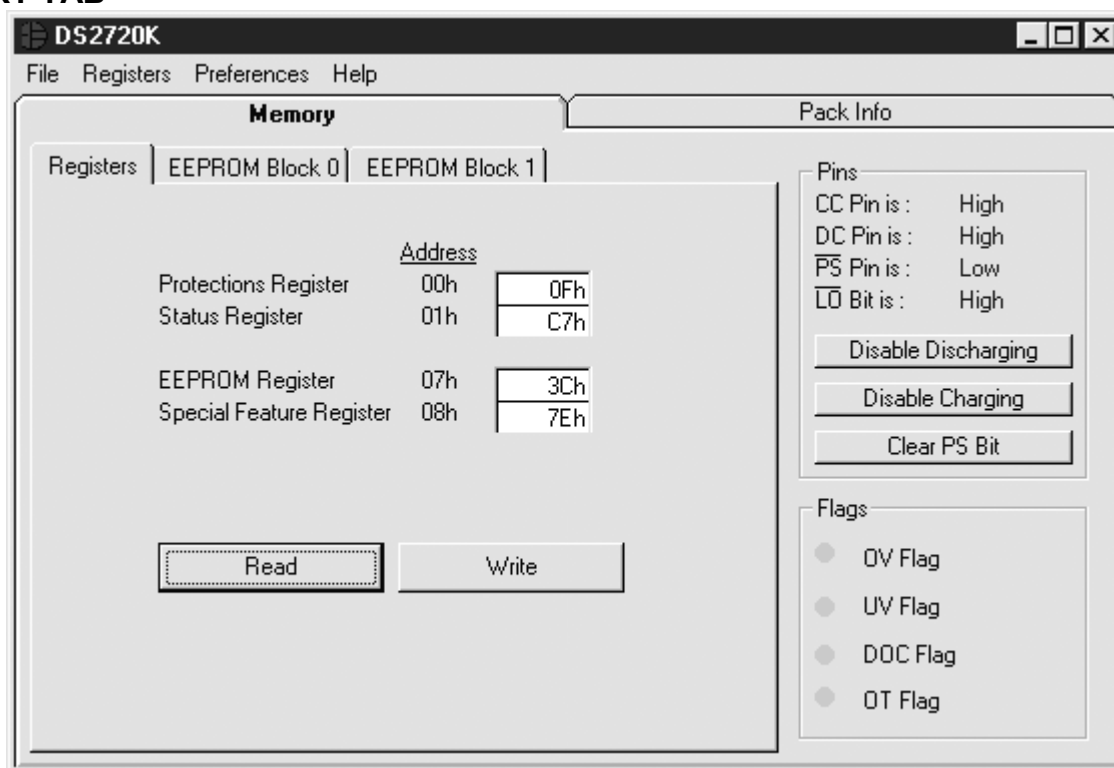 DS2720K
File Registers Preferences Help
Memory Pack Info
Registers EEPROM Block 0 EEPROM Block 1
Address
Protections Register 00h 0Fh
Status Register 01h C7h
EEPROM Register 07h 3Ch
Special Feature Register 08h 7Eh
Read Write
Pins
CC Pin is : High
DC Pin is : High
PS Pin is : Low
LO Bit is : High
Disable Discharging
Disable Charging
Clear PS Bit
Flags
OV Flag
UV Flag
DOC Flag
OT Flag